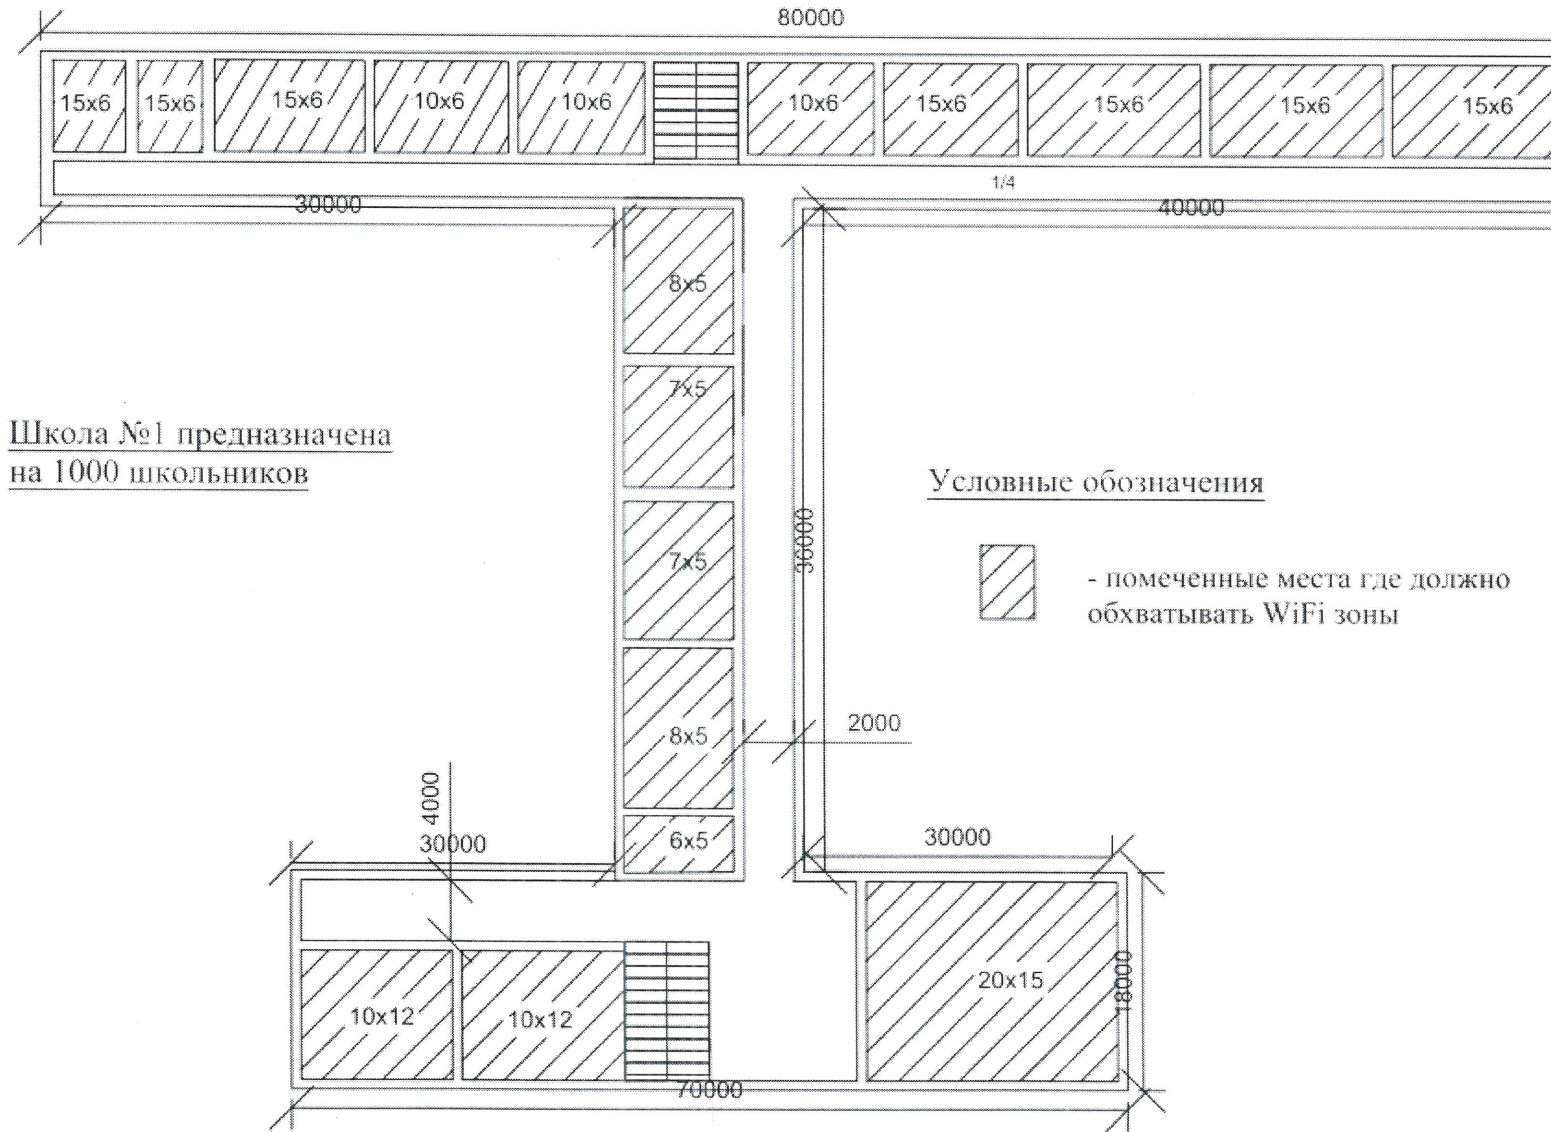 80000
15x6 15x6 15x6 10x6 10x6 10x6 15x6 15x6 15x6 15x6
1/4
30000 40000
8x5
7x5
Школа №1 предназначена
на 1000 школьников
Условные обозначения
36000
7x5
- помеченные места где должно
обхватывать WiFi зоны
2000
8x5
4000
30000 6x5 30000
20x15 18000
10x12 10x12
70000